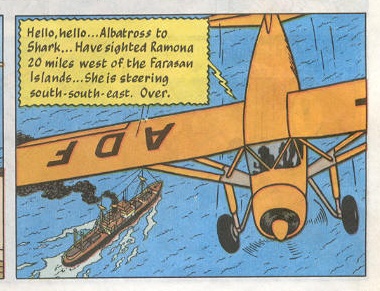 Hello, hello... Albatross to
Shark... Have sighted Ramona
20 miles west of the Farasan
Islands... She is steering
south-south-east. Over.
ADF